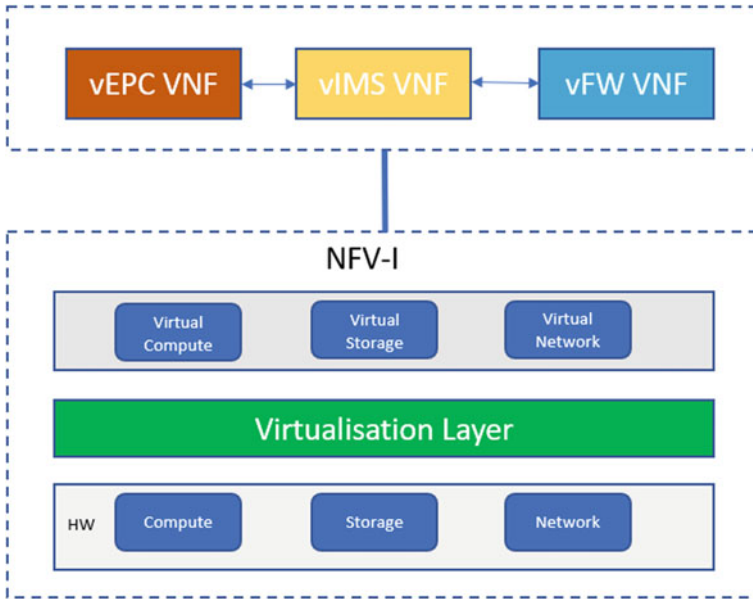 vEPC VNF
vIMS VNF
vFW VNF
NFV-I
Virtual
Compute
Virtual
Storage
Virtual
Network
Virtualisation Layer
HW
Compute
Storage
Network